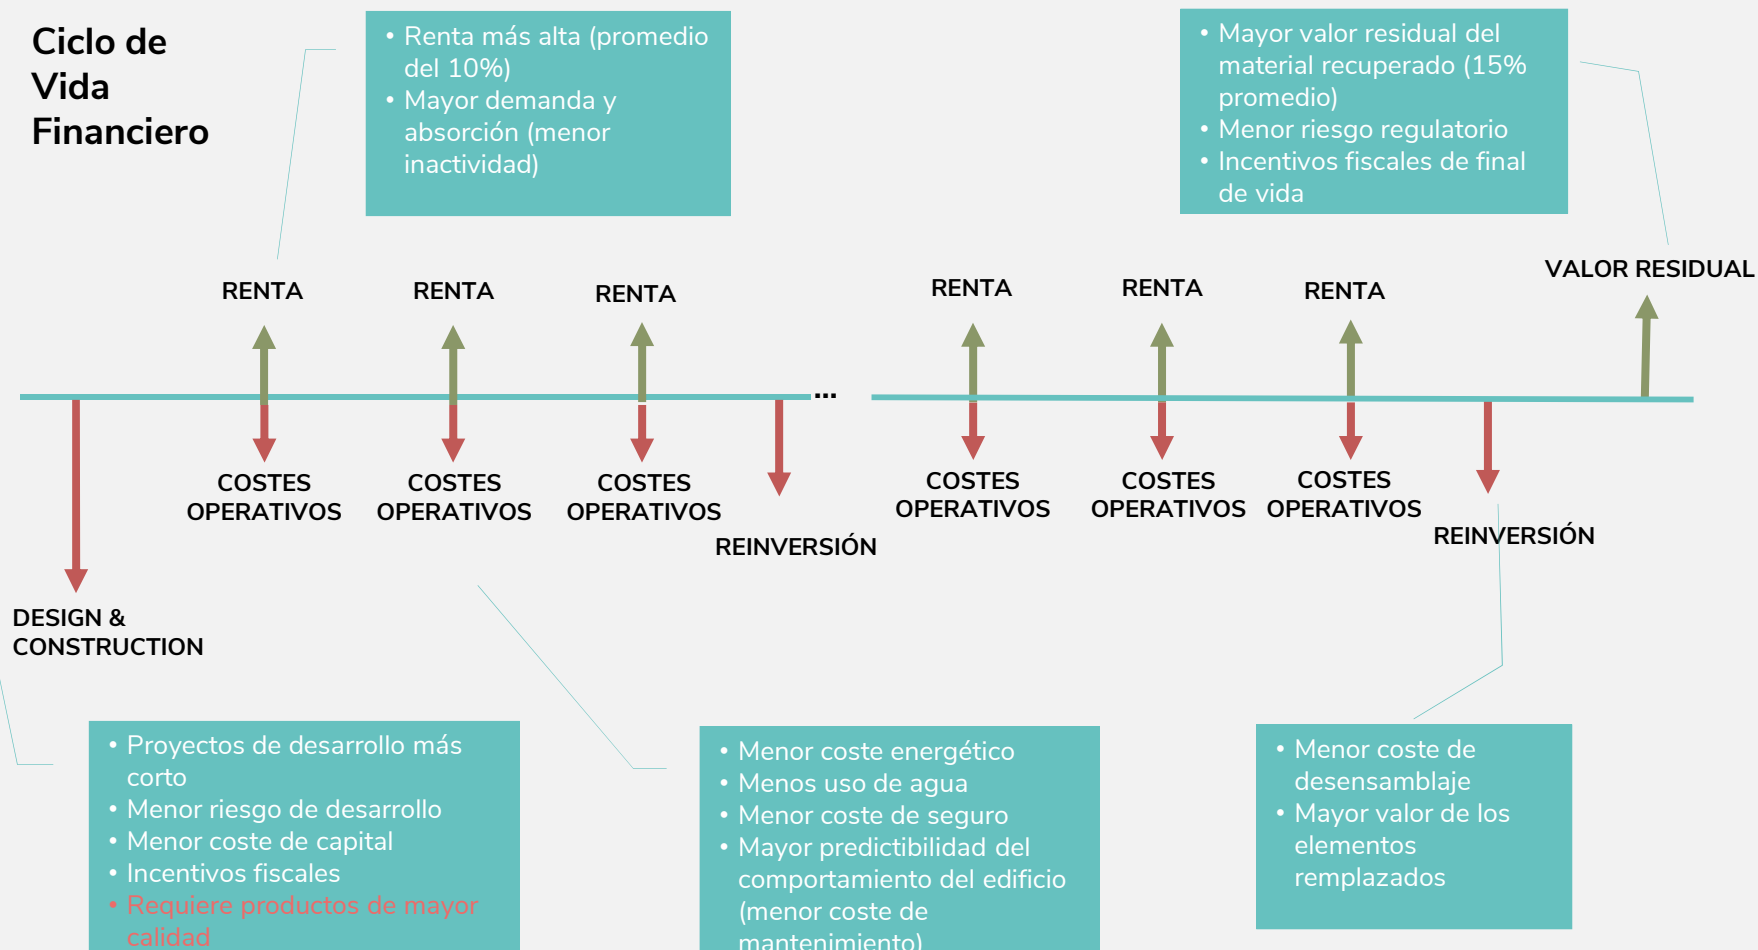 Ciclo de
Vida
Financiero
• Renta más alta (promedio
del 10%)
• Mayor demanda y
absorción (menor
inactividad)
• Mayor valor residual del
material recuperado (15%
promedio)
• Menor riesgo regulatorio
• Incentivos fiscales de final
de vida
RENTA
RENTA
RENTA
RENTA
RENTA
RENTA
VALOR RESIDUAL
...
COSTES
OPERATIVOS
COSTES
OPERATIVOS
COSTES
OPERATIVOS
REINVERSIÓN
COSTES
OPERATIVOS
COSTES
OPERATIVOS
COSTES
OPERATIVOS
REINVERSIÓN
DESIGN &
CONSTRUCTION
• Proyectos de desarrollo más
corto
• Menor riesgo de desarrollo
• Menor coste de capital
• Incentivos fiscales
• Requiere productos de mayor
calidad
• Menor coste energético
• Menos uso de agua
• Menor coste de seguro
• Mayor predictibilidad del
comportamiento del edificio
(menor coste de
mantenimiento)
• Menor coste de
desensamblaje
• Mayor valor de los
elementos
remplazados